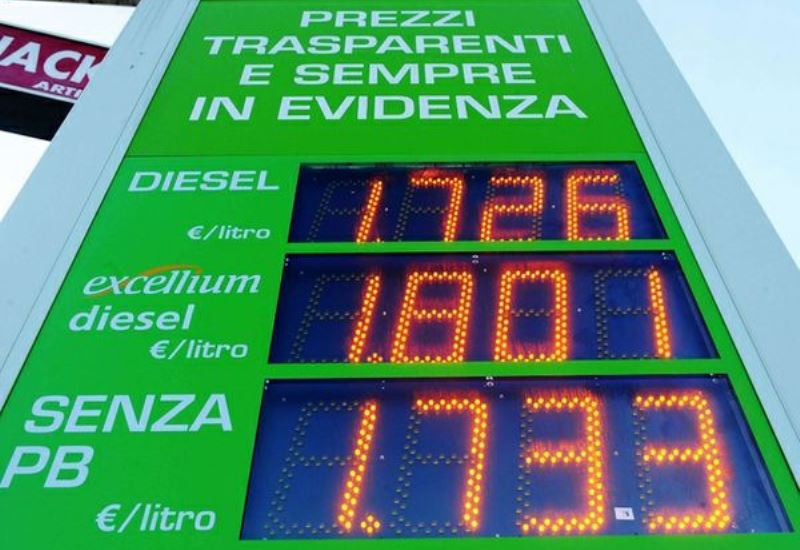 PREZZI
TRASPARENTI
E SEMPRE
IN EVIDENZA
DIESEL
€/litro
1.726
excellium
diesel
€/litro
1.801
SENZA
PB
€/litro
1.733